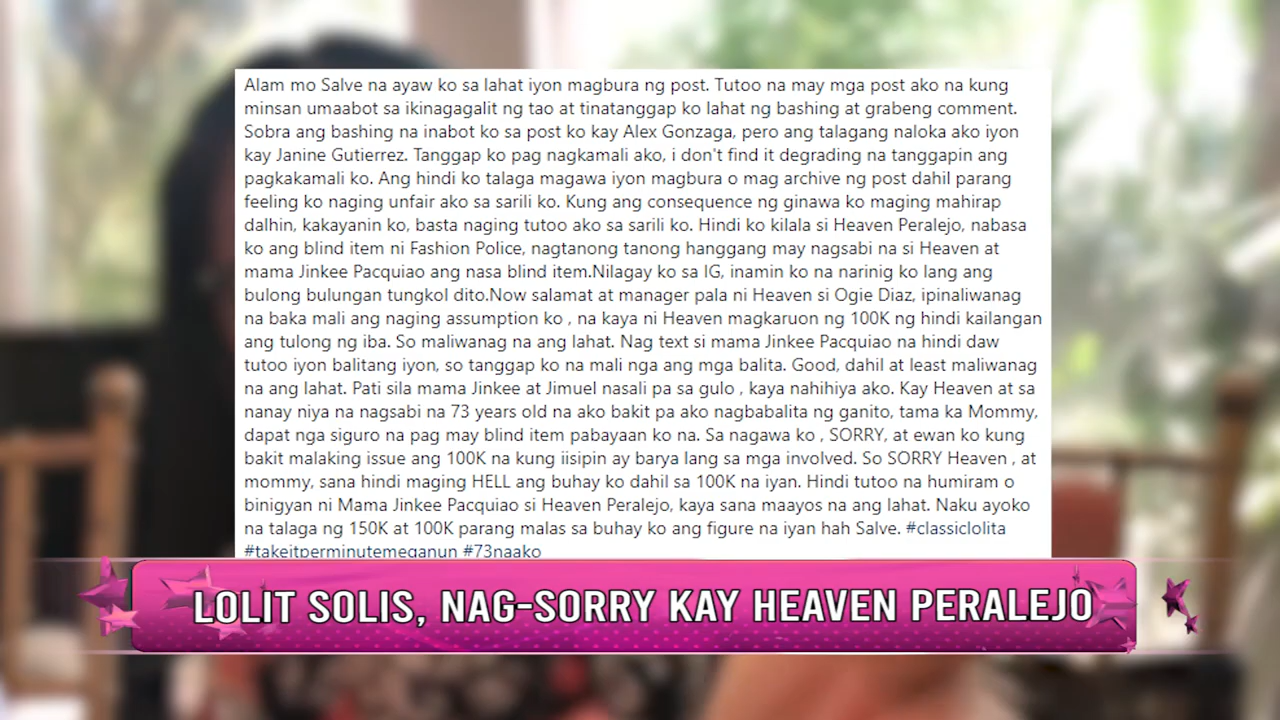 Alam mo Salve na ayaw ko sa lahat iyon magbura ng post. Tutoo na may mga post ako na kung
minsan umaabot sa ikinagagalit ng tao at tinatanggap ko lahat ng bashing at grabeng comment.
Sobra ang bashing na inabot ko sa post ko kay Alex Gonzaga, pero ang talagang naloka ako iyon
kay Janine Gutierrez. Tanggap ko pag nagkamali ako, i don't find it degrading na tanggapin ang
pagkakamali ko. Ang hindi ko talaga magawa iyon magbura o mag archive ng post dahil parang
feeling ko naging unfair ako sa sarili ko. Kung ang consequence ng ginawa ko maging mahirap
dalhin, kakayanin ko, basta naging tutoo ako sa sarili ko. Hindi ko kilala si Heaven Peralejo, nabasa
ko ang blind item ni Fashion Police, nagtanong tanong hanggang may nagsabi na si Heaven at
mama Jinkee Pacquiao ang nasa blind item.Nilagay ko sa IG, inamin ko na narinig ko lang ang
bulong bulungan tungkol dito.Now salamat at manager pala ni Heaven si Ogie Diaz, ipinaliwanag
na baka mali ang naging assumption ko , na kaya ni Heaven magkaruon ng 100K ng hindi kailangan
ang tulong ng iba. So maliwanag na ang lahat. Nag text si mama Jinkee Pacquiao na hindi daw
tutoo iyon balitang iyon, so tanggap ko na mali nga ang mga balita. Good, dahil at least maliwanag
na ang lahat. Pati sila mama Jinkee at Jimuel nasali pa sa gulo , kaya nahihiya ako. Kay Heaven at sa
nanay niya na nagsabi na 73 years old na ako bakit pa ako nagbabalita ng ganito, tama ka Mommy,
dapat nga siguro na pag may blind item pabayaan ko na. Sa nagawa ko , SORRY, at ewan ko kung
bakit malaking issue ang 100K na kung iisipin ay barya lang sa mga involved. So SORRY Heaven , at
mommy, sana hindi maging HELL ang buhay ko dahil sa 100K na iyan. Hindi tutoo na humiram o
binigyan ni Mama Jinkee Pacquiao si Heaven Peralejo, kaya sana maayos na ang lahat. Naku ayoko
na talaga ng 150K at 100K parang malas sa buhay ko ang figure na iyan hah Salve. #classiclolita
#takeitperminutemeganun #73naako
LOLIT SOLIS, NAG-SORRY KAY HEAVEN PERALEJO